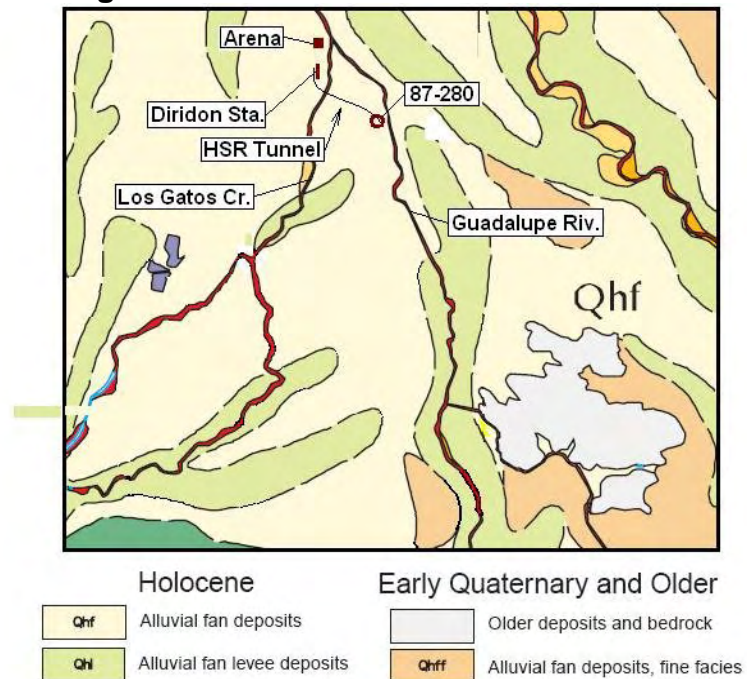 Arena
87-280
Diridon Sta.
HSR Tunnel
Los Gatos Cr.
Guadalupe Riv.
Qhf
Holocene
Early Quaternary and Older
Qhf Alluvial fan deposits
Older deposits and bedrock
Qhl Alluvial fan levee deposits
Qhff Alluvial fan deposits, fine facies